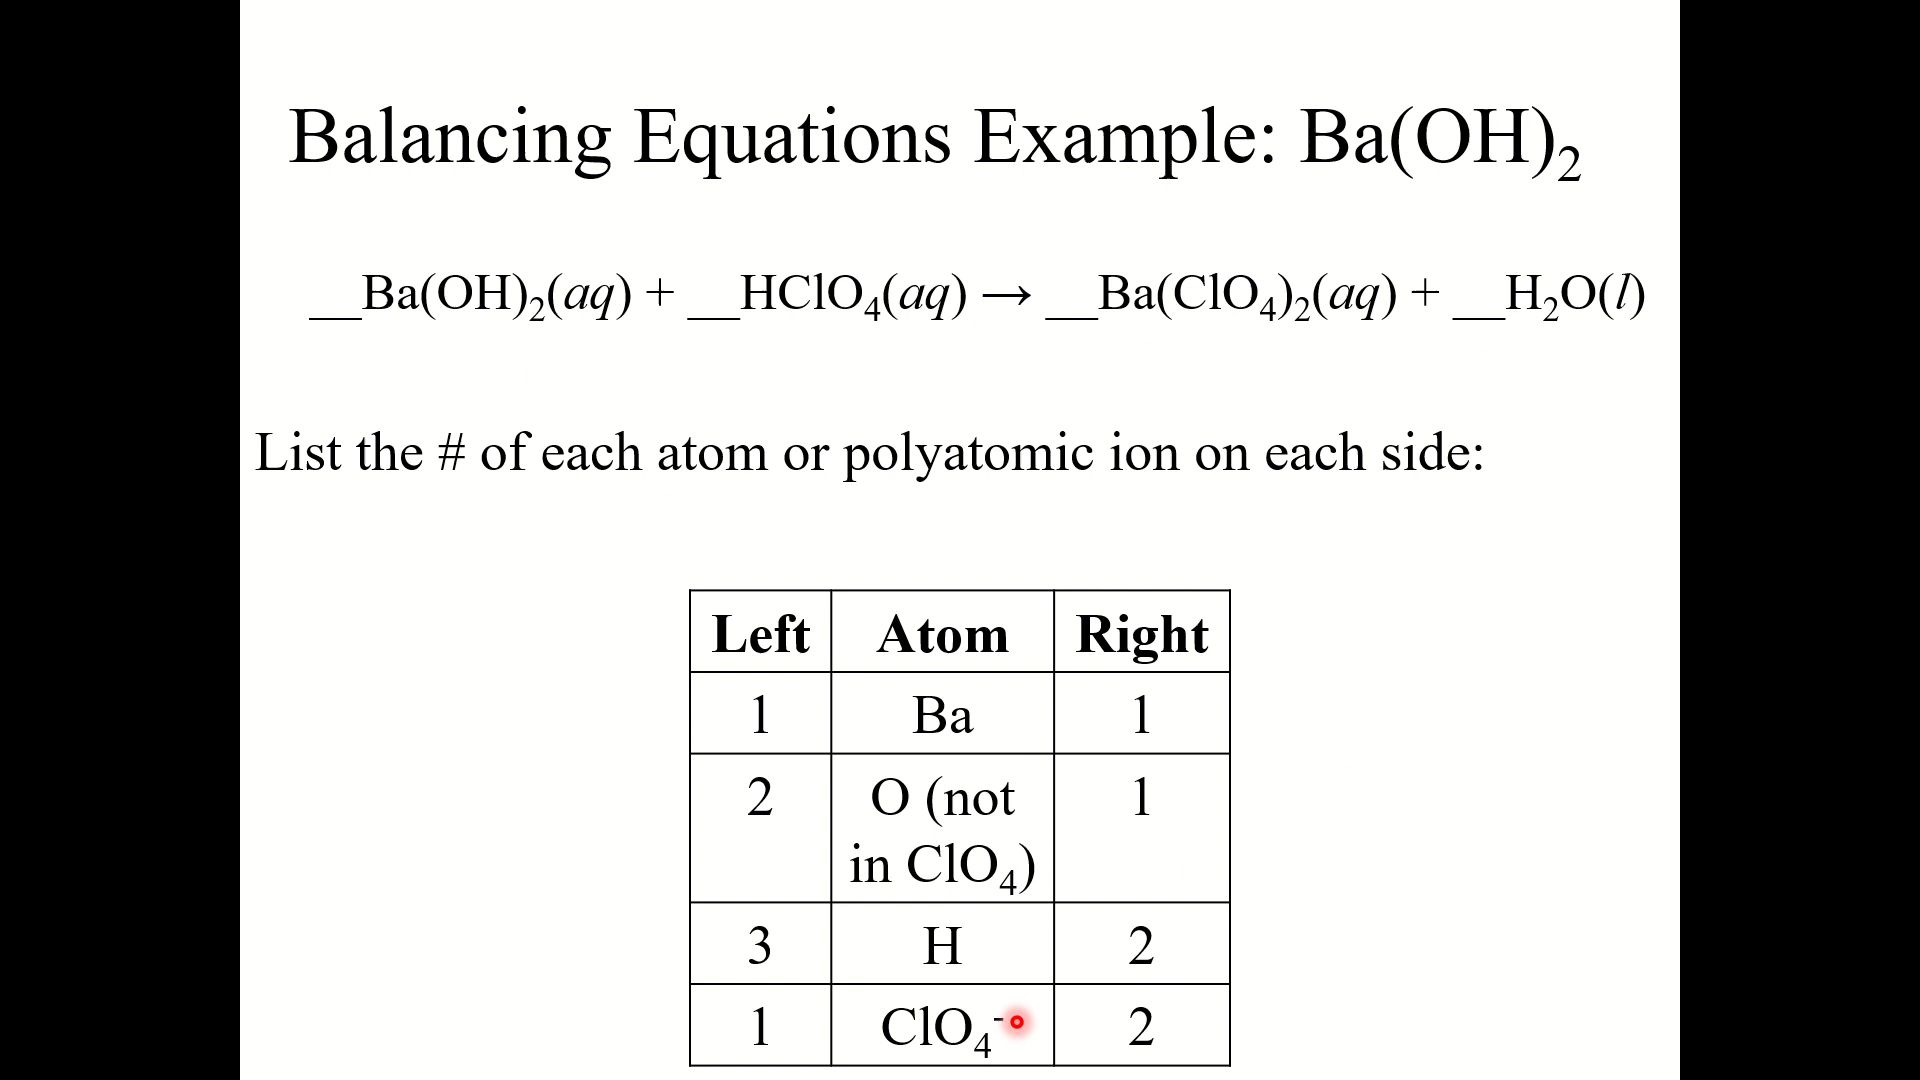 Balancing Equations Example: Ba(OH)₂
__Ba(OH)₂(aq) + __HClO₄(aq) → __Ba(ClO₄)₂(aq) + __H₂O(l)
List the # of each atom or polyatomic ion on each side:
Left Atom Right
1 Ba 1
2 O (not 1
in ClO₄)
3 H 2
1 ClO₄⁻ 2